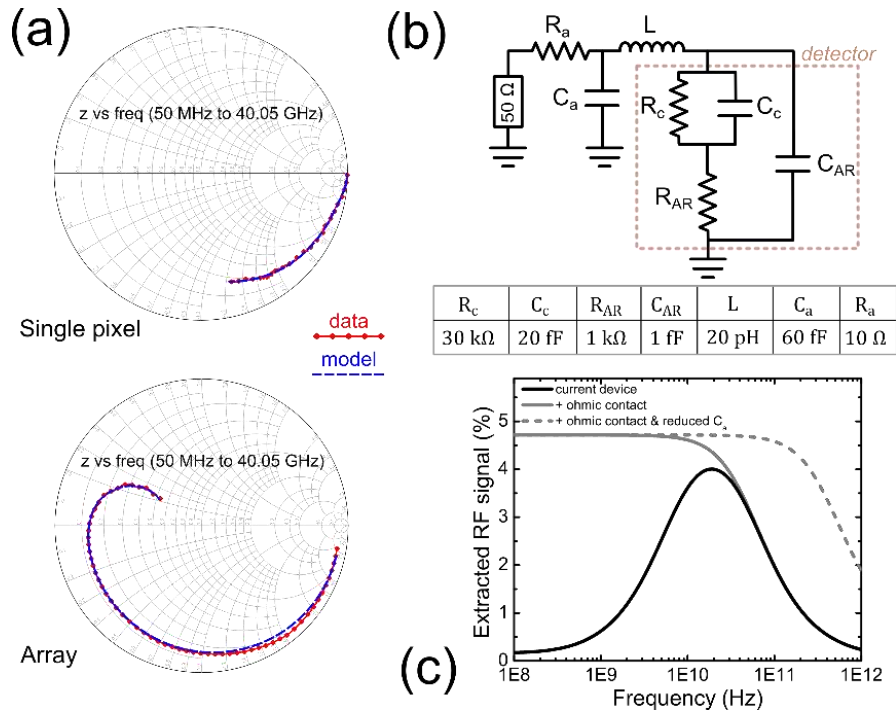 (a)
z vs freq (50 MHz to 40.05 GHz)
Single pixel
data
model
z vs freq (50 MHz to 40.05 GHz)
Array
(b)
Ra
L
detector
50 Ω
Ca
Rc
Cc
RAR
CAR
Rc Cc RAR CAR L Ca Ra
30 kΩ 20 fF 1 kΩ 1 fF 20 pH 60 fF 10 Ω
(c)
current device
+ ohmic contact
+ ohmic contact & reduced Ca
Extracted RF signal (%)
5
4
3
2
1
0
1E8 1E9 1E10 1E11 1E12
Frequency (Hz)